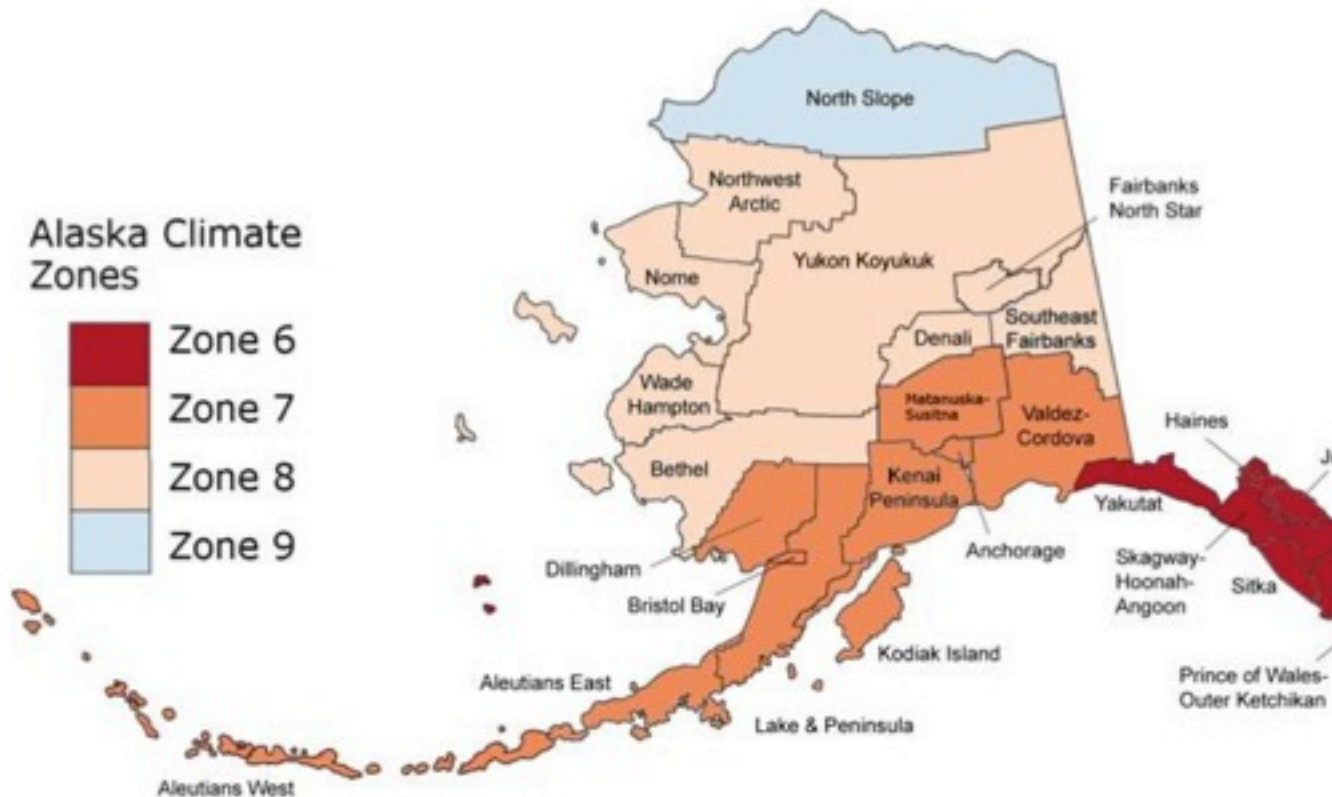 Alaska Climate
Zones
Zone 6
Zone 7
Zone 8
Zone 9
North Slope
Northwest
Arctic
Fairbanks
North Star
Yukon Koyukuk
Nome
Denali
Southeast
Fairbanks
Wade
Hampton
Hatanuska-
Susitna
Valdez-
Cordova
Haines
Bethel
Kenai
Peninsula
Yakutat
Dillingham
Anchorage
Skagway-
Hoonah-
Angoon
Sitka
Bristol Bay
Kodiak Island
Prince of Wales-
Outer Ketchikan
Aleutians East
Lake & Peninsula
Aleutians West